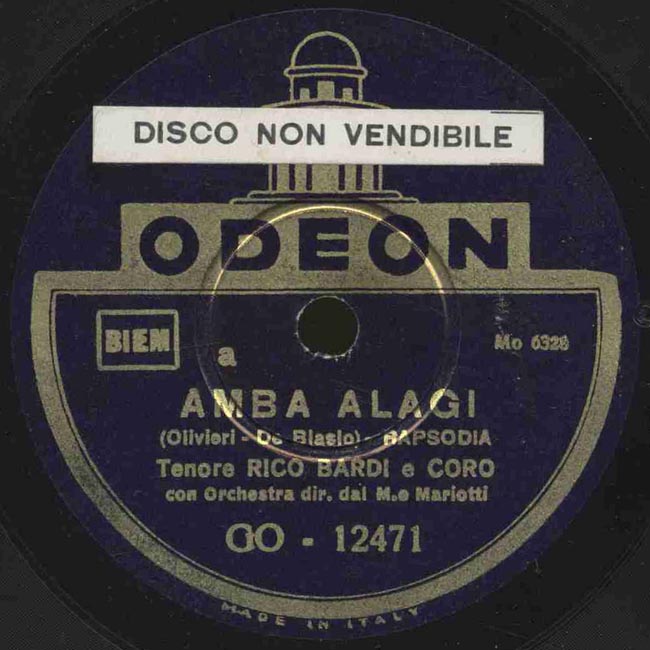 DISCO NON VENDIBILE
ODEON
BIEM
a
Mo 6328
AMBA ALAGI
(Olivieri - De Blasio) - RAPSODIA
Tenore RICO BARDI e CORO
con Orchestra dir. dal M.o Mariotti
GO - 12471
MADE IN ITALY